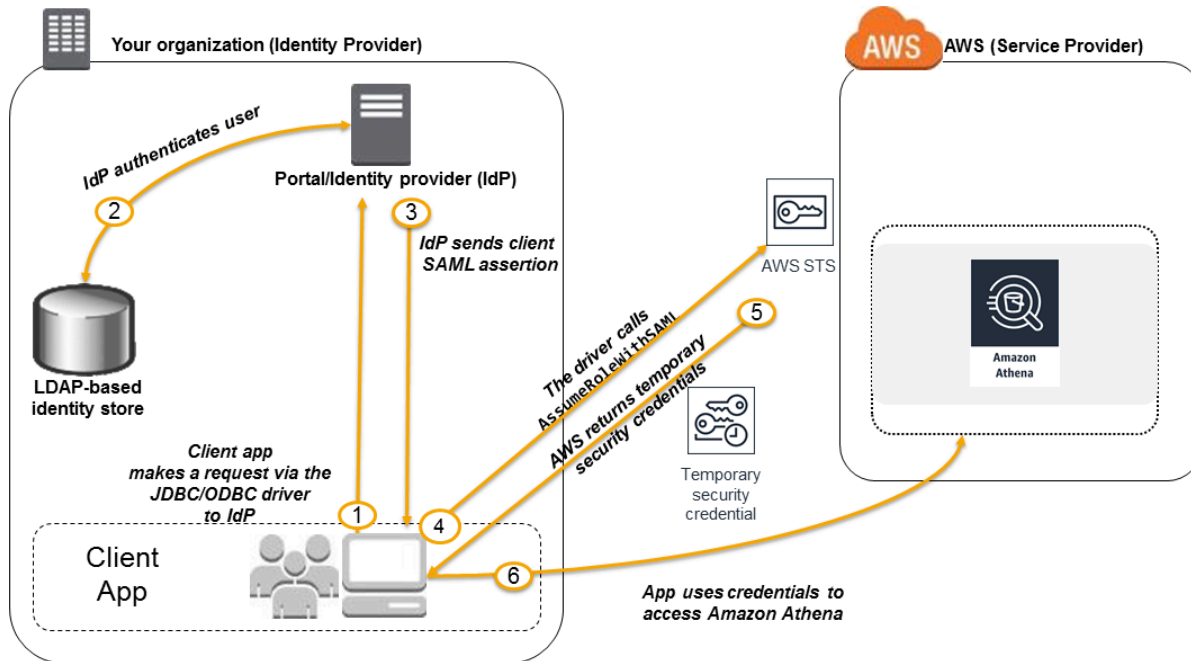 Your organization (Identity Provider)
AWS
AWS (Service Provider)
IdP authenticates user
Portal/Identity provider (IdP)
2
3
IdP sends client
SAML assertion
AWS STS
LDAP-based
identity store
The driver calls
AssumeRoleWithSAML
5
AWS returns temporary
security credentials
Amazon
Athena
Client app
makes a request via the
JDBC/ODBC driver
to IdP
Temporary
security
credential
1
4
Client
App
6
App uses credentials to
access Amazon Athena